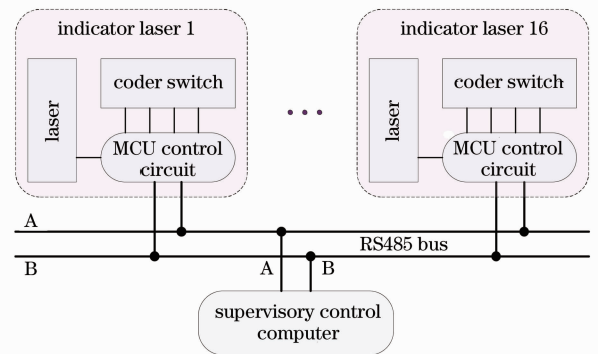 indicator laser 1
coder switch
laser
MCU control
circuit
indicator laser 16
coder switch
laser
MCU control
circuit
A
RS485 bus
B
A
B
supervisory control
computer